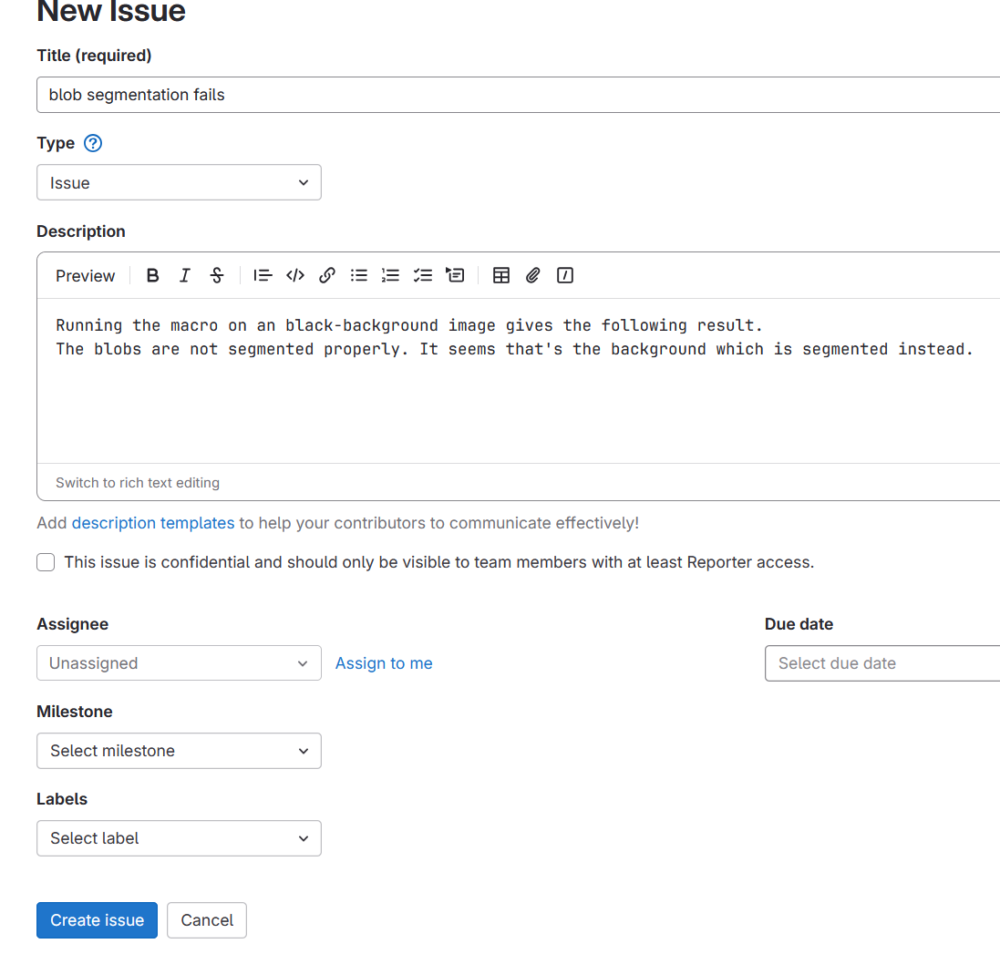 New Issue
Title (required)
blob segmentation fails
Type
Issue
Description
Preview
Running the macro on an black-background image gives the following result.
The blobs are not segmented properly. It seems that's the background which is segmented instead.
Switch to rich text editing
Add description templates to help your contributors to communicate effectively!
This issue is confidential and should only be visible to team members with at least Reporter access.
Assignee
Due date
Unassigned
Assign to me
Select due date
Milestone
Select milestone
Labels
Select label
Create issue
Cancel